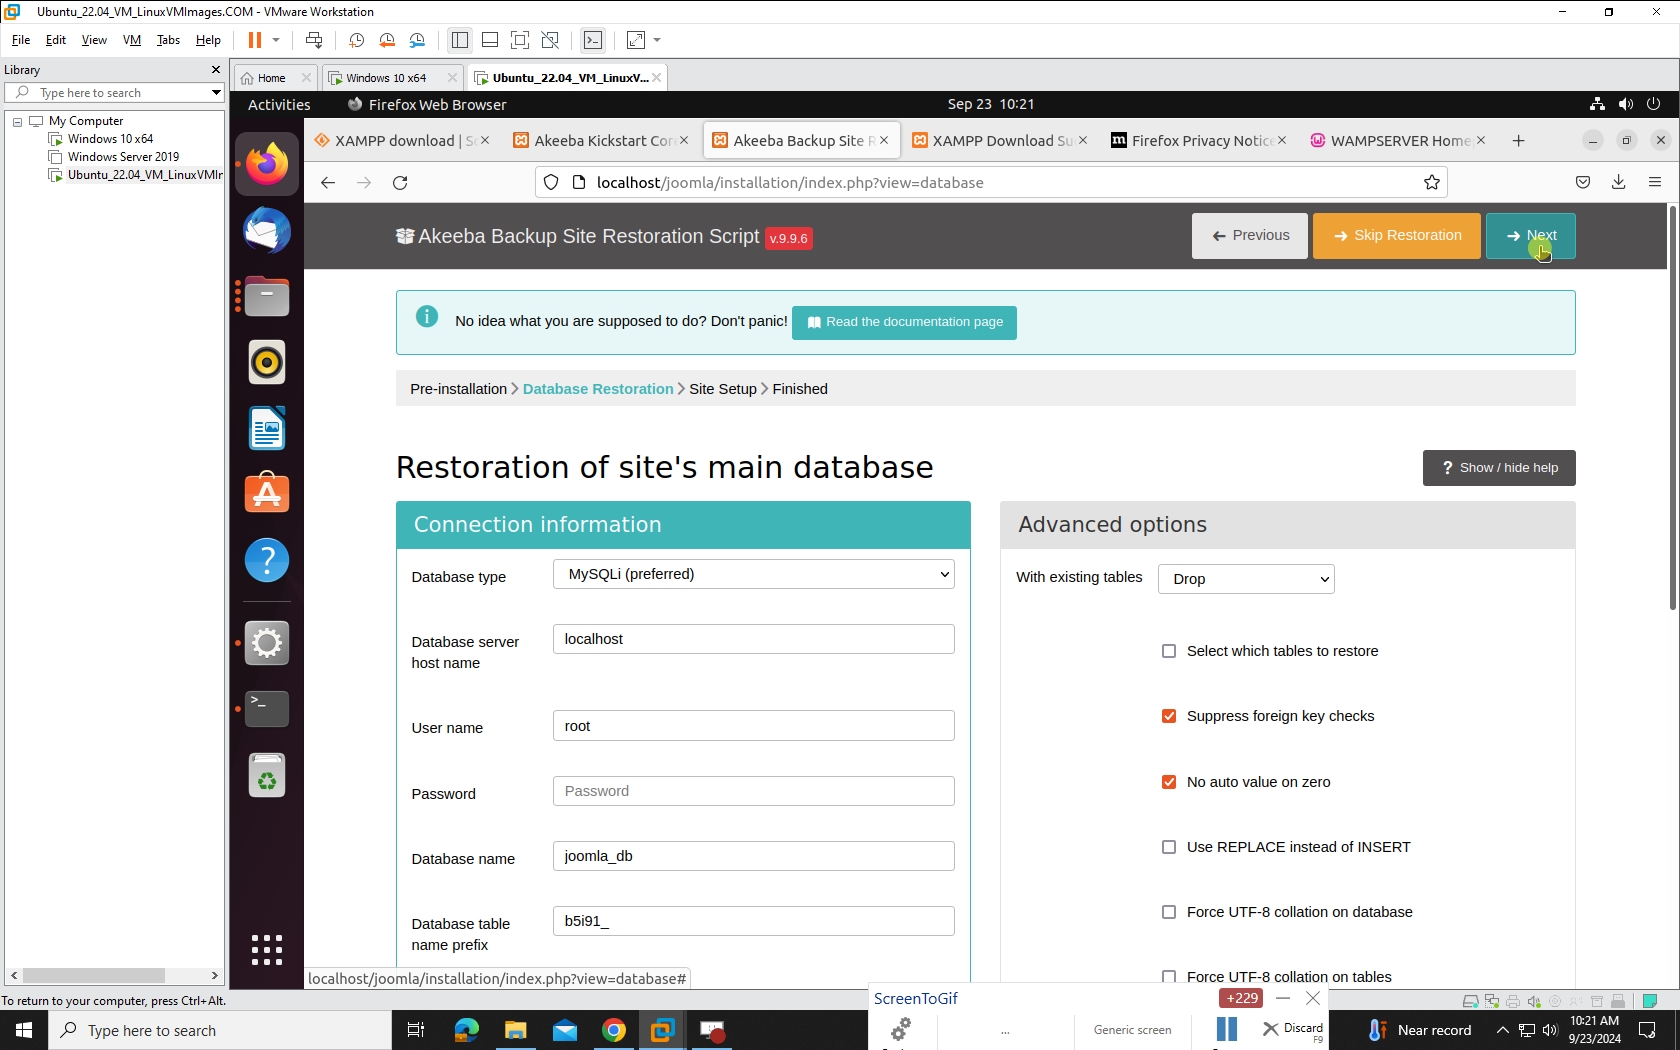 Ubuntu_22.04_VM_LinuxVMImages.COM - VMware Workstation
File Edit View VM Tabs Help
Library
Type here to search
My Computer
Windows 10 x64
Windows Server 2019
Ubuntu_22.04_VM_LinuxVMIr
Home
Windows 10 x64
Ubuntu_22.04_VM_LinuxV...
Activities
Firefox Web Browser
Sep 23 10:21
XAMPP download | S
Akeeba Kickstart Cor
Akeeba Backup Site R
XAMPP Download Su
Firefox Privacy Notice
WAMPSERVER Home
localhost/joomla/installation/index.php?view=database
Akeeba Backup Site Restoration Script v.9.9.6
Previous
Skip Restoration
Next
No idea what you are supposed to do? Don't panic! Read the documentation page
Pre-installation > Database Restoration > Site Setup > Finished
Restoration of site's main database
? Show / hide help
Connection information
Database type
MySQLi (preferred)
Database server host name
localhost
User name
root
Password
Password
Database name
joomla_db
Database table name prefix
b5i91_
Advanced options
With existing tables
Drop
Select which tables to restore
Suppress foreign key checks
No auto value on zero
Use REPLACE instead of INSERT
Force UTF-8 collation on database
Force UTF-8 collation on tables
localhost/joomla/installation/index.php?view=database#
To return to your computer, press Ctrl+Alt.
ScreenToGif
+229
...
Generic screen
Discard
F9
Type here to search
Near record
10:21 AM
9/23/2024